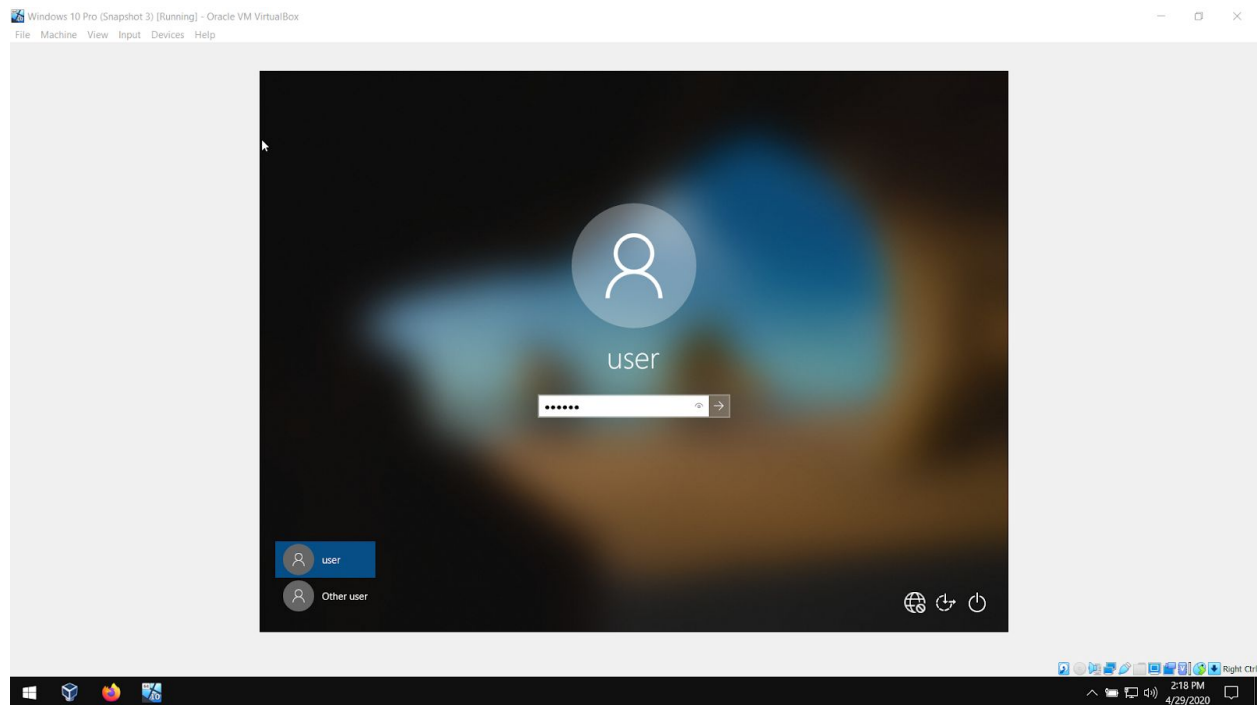 Windows 10 Pro (Snapshot 3) [Running] - Oracle VM VirtualBox
File Machine View Input Devices Help
user
••••••
user
Other user
Right Ctrl
2:18 PM
4/29/2020